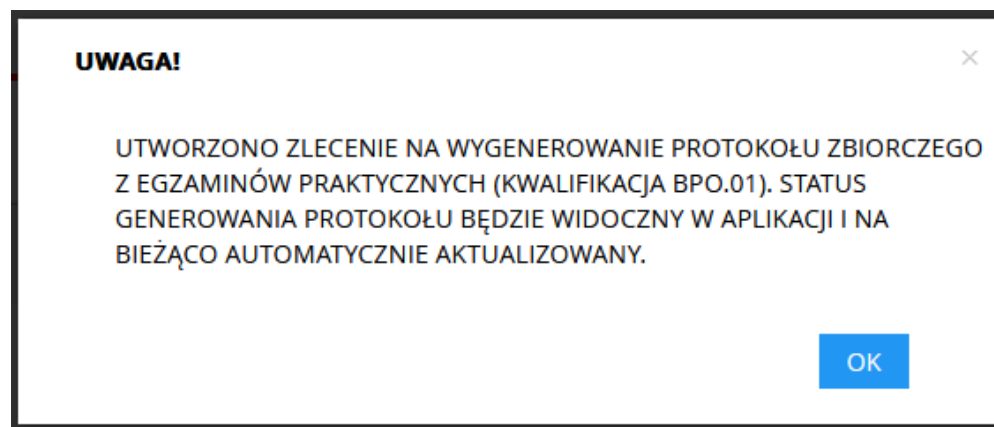 UWAGA!
×
UTWORZONO ZLECENIE NA WYGENEROWANIE PROTOKOŁU ZBIORCZEGO
Z EGZAMINÓW PRAKTYCZNYCH (KWALIFIKACJA BPO.01). STATUS
GENEROWANIA PROTOKOŁU BĘDZIE WIDOCZNY W APLIKACJI I NA
BIEŻĄCO AUTOMATYCZNIE AKTUALIZOWANY.
OK